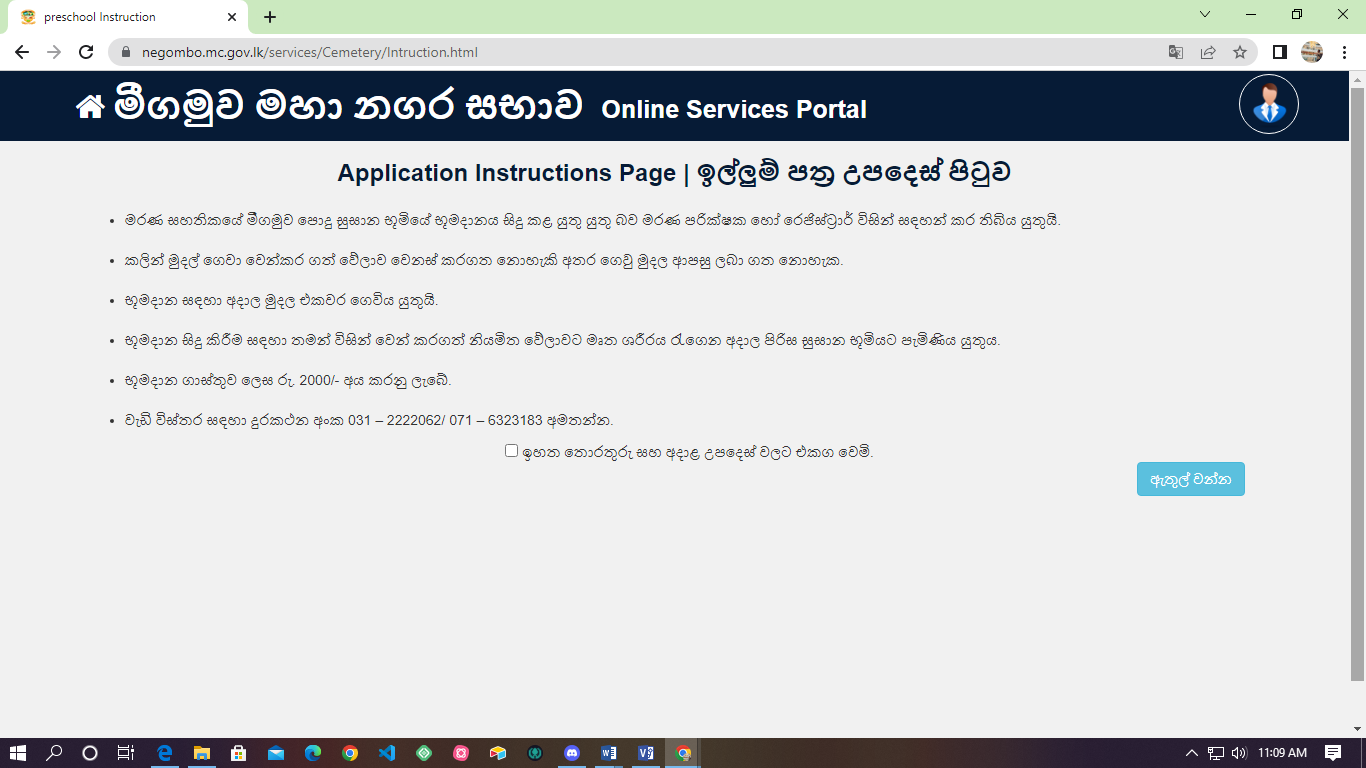 preschool Instruction
negombo.mc.gov.lk/services/Cemetery/Intruction.html
මීගමුව මහා නගර සභාව Online Services Portal
Application Instructions Page | ඉල්ලුම් පත්‍ර උපදෙස් පිටුව
මරණ සහතිකයේ මීගමුව පොදු සුසාන භූමියේ භූමදානය සිදු කළ යුතු යුතු බව මරණ පරික්ෂක හෝ රෙජිස්ට්‍රාර් විසින් සඳහන් කර තිබිය යුතුයි.
කලින් මුදල් ගෙවා වෙන්කර ගත් වේලාව වෙනස් කරගත නොහැකි අතර ගෙවු මුදල ආපසු ලබා ගත නොහැක.
භූමදාන සඳහා අදාල මුදල එකවර ගෙවිය යුතුයි.
භූමදාන සිදු කිරීම සඳහා තමන් විසින් වෙන් කරගත් නියමිත වේලාවට මෘත ශරීරය රැගෙන අදාල පිරිස සුසාන භූමියට පැමිණිය යුතුය.
භූමදාන ගාස්තුව ලෙස රු. 2000/- අය කරනු ලැබේ.
වැඩි විස්තර සඳහා දුරකථන අංක 031 – 2222062/ 071 – 6323183 අමතන්න.
ඉහත තොරතුරු සහ අදාළ උපදෙස් වලට එකග වෙමි.
ඇතුල් වන්න
11:09 AM